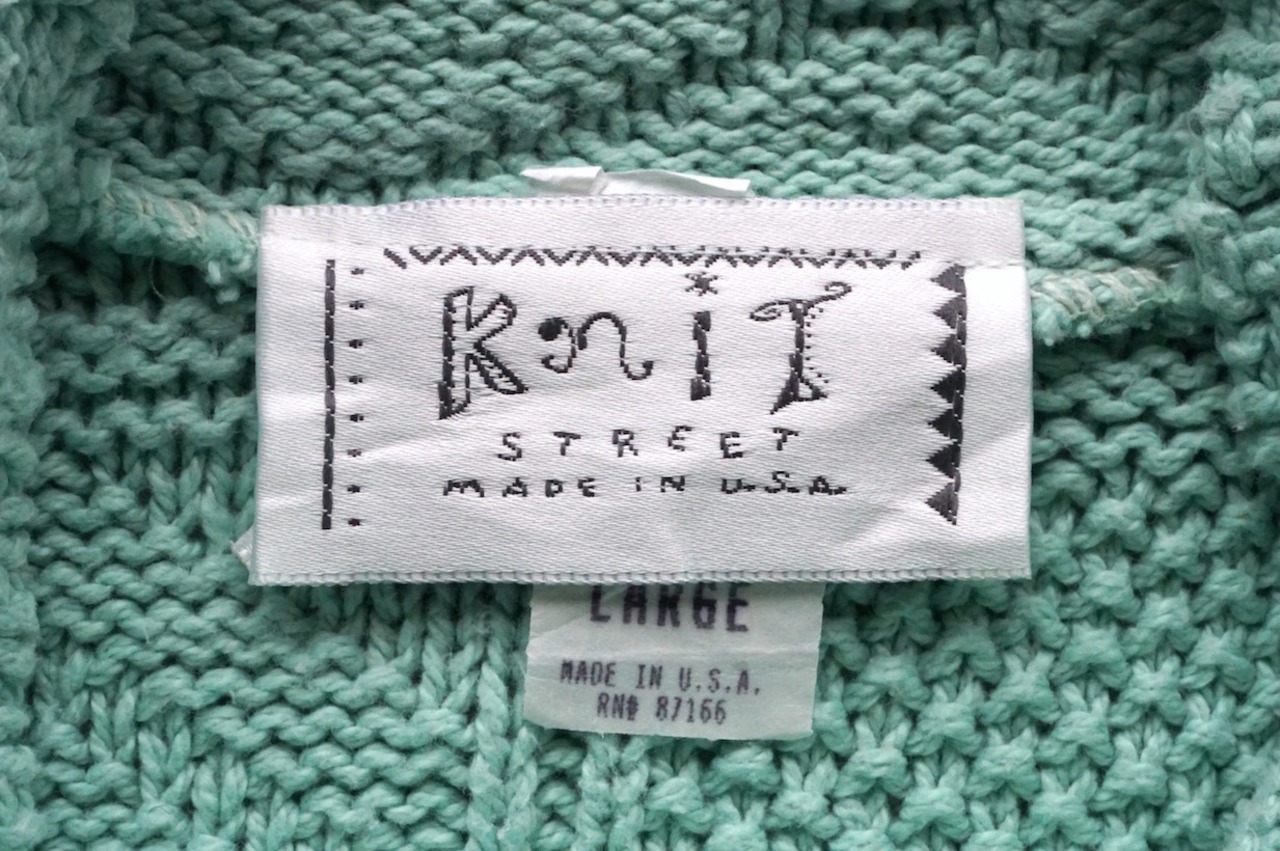 KniT
STREET
MADE IN U.S.A.
LARGE
MADE IN U.S.A.
RN# 87166